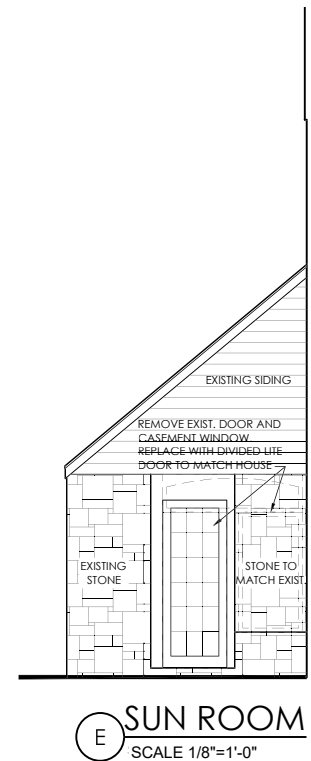 EXISTING SIDING
REMOVE EXIST. DOOR AND
CASEMENT WINDOW
REPLACE WITH DIVIDED LITE
DOOR TO MATCH HOUSE
EXISTING
STONE
STONE TO
MATCH EXIST.
E
SUN ROOM
SCALE 1/8"=1'-0"